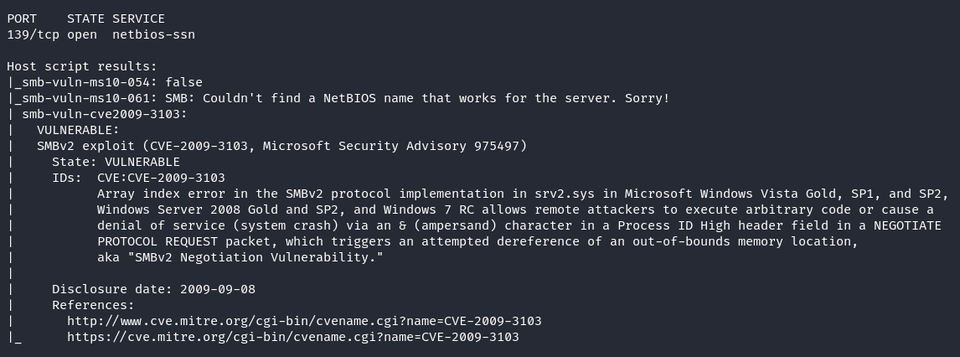 PORT    STATE SERVICE
139/tcp open  netbios-ssn

Host script results:
|_smb-vuln-ms10-054: false
|_smb-vuln-ms10-061: SMB: Couldn't find a NetBIOS name that works for the server. Sorry!
| smb-vuln-cve2009-3103:
|   VULNERABLE:
|   SMBv2 exploit (CVE-2009-3103, Microsoft Security Advisory 975497)
|     State: VULNERABLE
|     IDs:  CVE:CVE-2009-3103
|           Array index error in the SMBv2 protocol implementation in srv2.sys in Microsoft Windows Vista Gold, SP1, and SP2,
|           Windows Server 2008 Gold and SP2, and Windows 7 RC allows remote attackers to execute arbitrary code or cause a
|           denial of service (system crash) via an & (ampersand) character in a Process ID High header field in a NEGOTIATE
|           PROTOCOL REQUEST packet, which triggers an attempted dereference of an out-of-bounds memory location,
|           aka "SMBv2 Negotiation Vulnerability."
|
|     Disclosure date: 2009-09-08
|     References:
|       http://www.cve.mitre.org/cgi-bin/cvename.cgi?name=CVE-2009-3103
|_      https://cve.mitre.org/cgi-bin/cvename.cgi?name=CVE-2009-3103